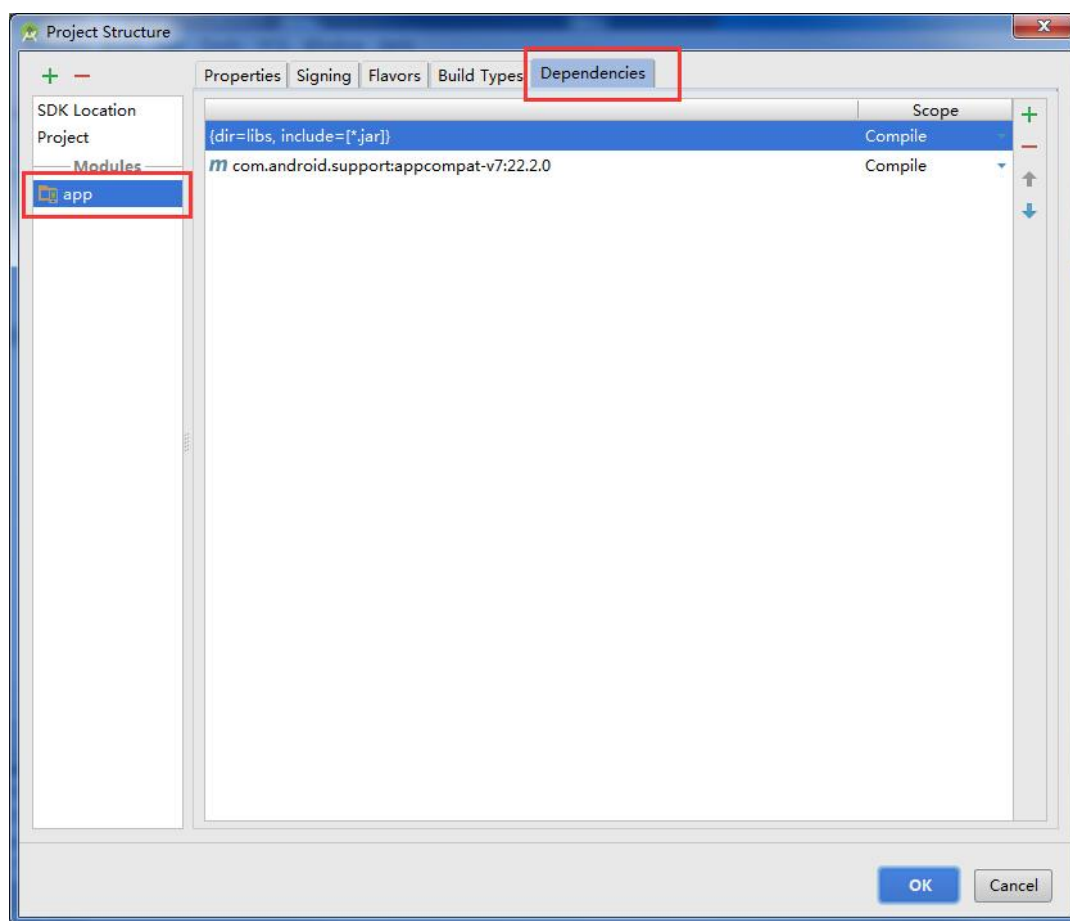 Project Structure
Properties Signing Flavors Build Types Dependencies
SDK Location
Project
Modules
app
Scope
{dir=libs, include=[*.jar]} Compile
m com.android.support:appcompat-v7:22.2.0 Compile
OK Cancel